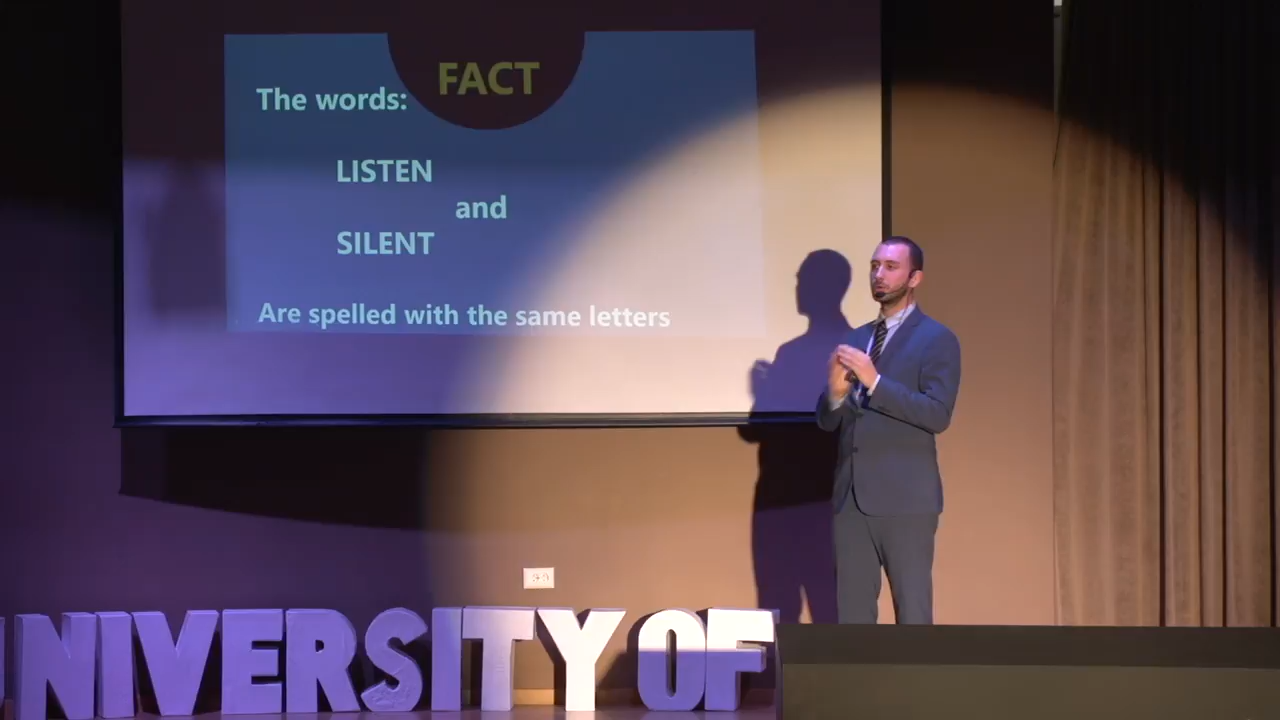 FACT
The words:
LISTEN
and
SILENT
Are spelled with the same letters
UNIVERSITY OF